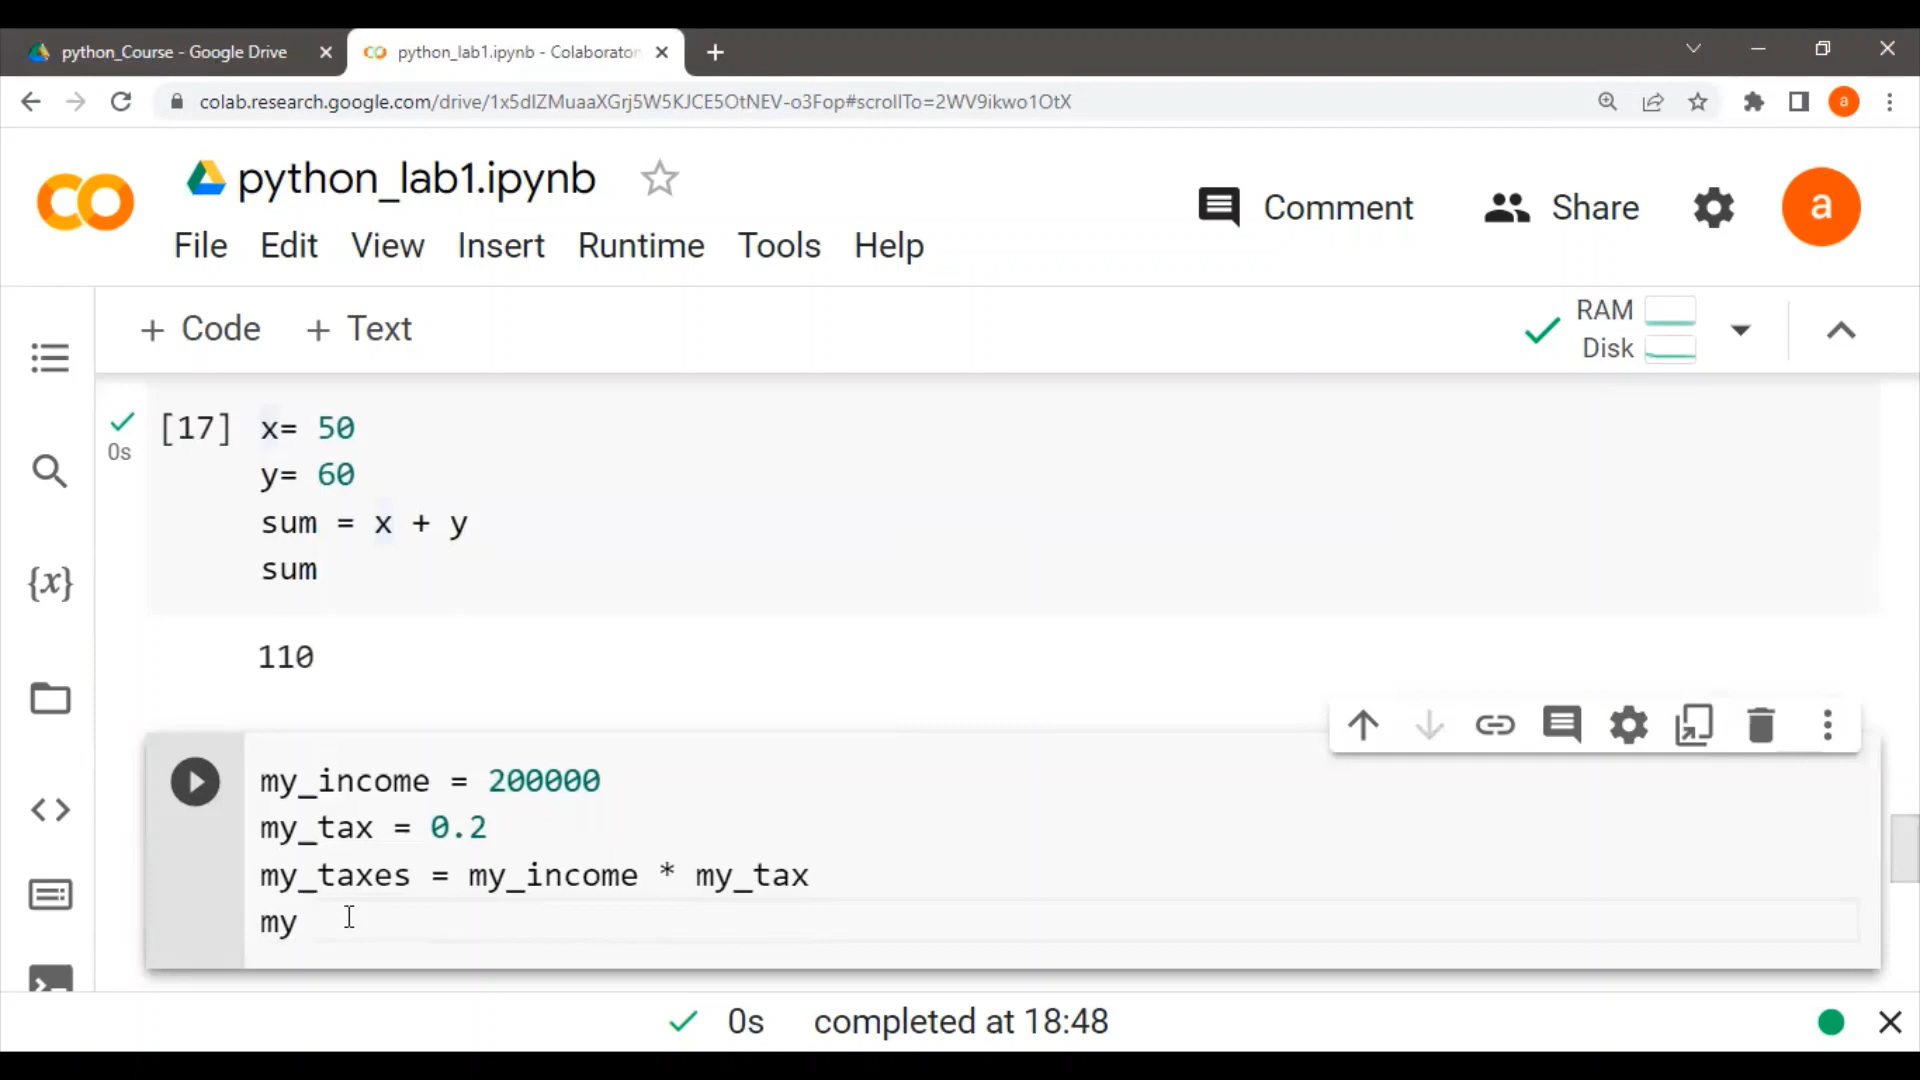 python_Course - Google Drive
python_lab1.ipynb - Colaborator
colab.research.google.com/drive/1x5dIZMuaaXGrj5W5KJCE5OtNEV-o3Fop#scrollTo=2WV9ikwo1OtX
a
python_lab1.ipynb
Comment
Share
a
File Edit View Insert Runtime Tools Help
+ Code + Text
RAM
Disk
0s
[17] x= 50
y= 60
sum = x + y
sum
110
{x}
my_income = 200000
my_tax = 0.2
my_taxes = my_income * my_tax
my
0s completed at 18:48